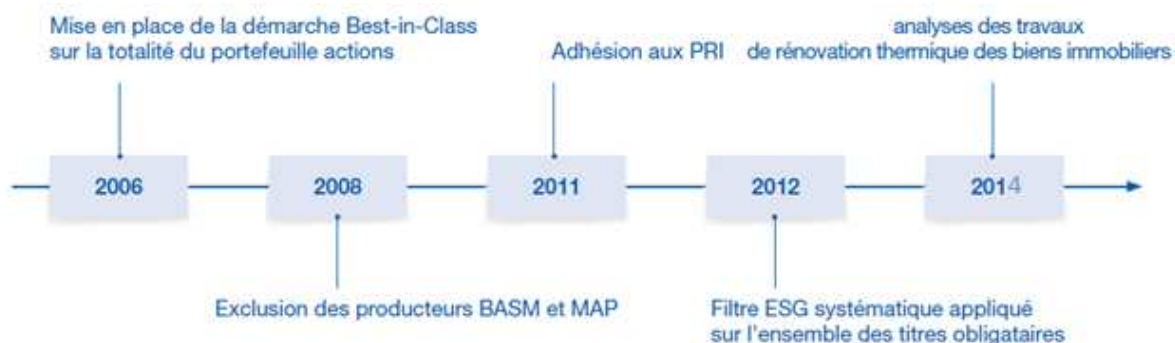 Mise en place de la démarche Best-in-Class
sur la totalité du portefeuille actions
Adhésion aux PRI
analyses des travaux
de rénovation thermique des biens immobiliers
2006
2008
2011
2012
2014
Exclusion des producteurs BASM et MAP
Filtre ESG systématique appliqué
sur l'ensemble des titres obligataires